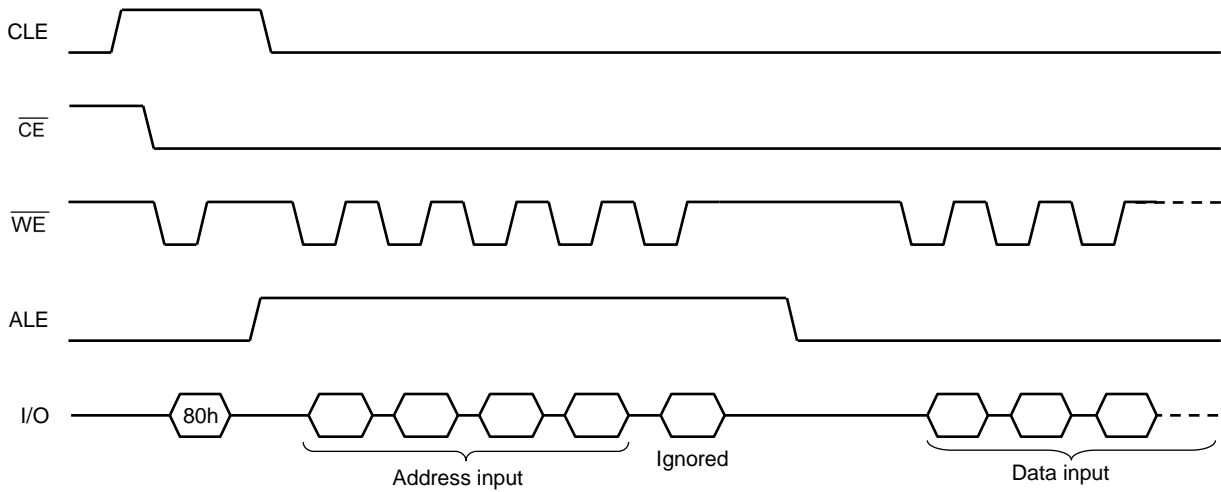 CLE
CE
WE
ALE
I/O
80h
Address input
Ignored
Data input